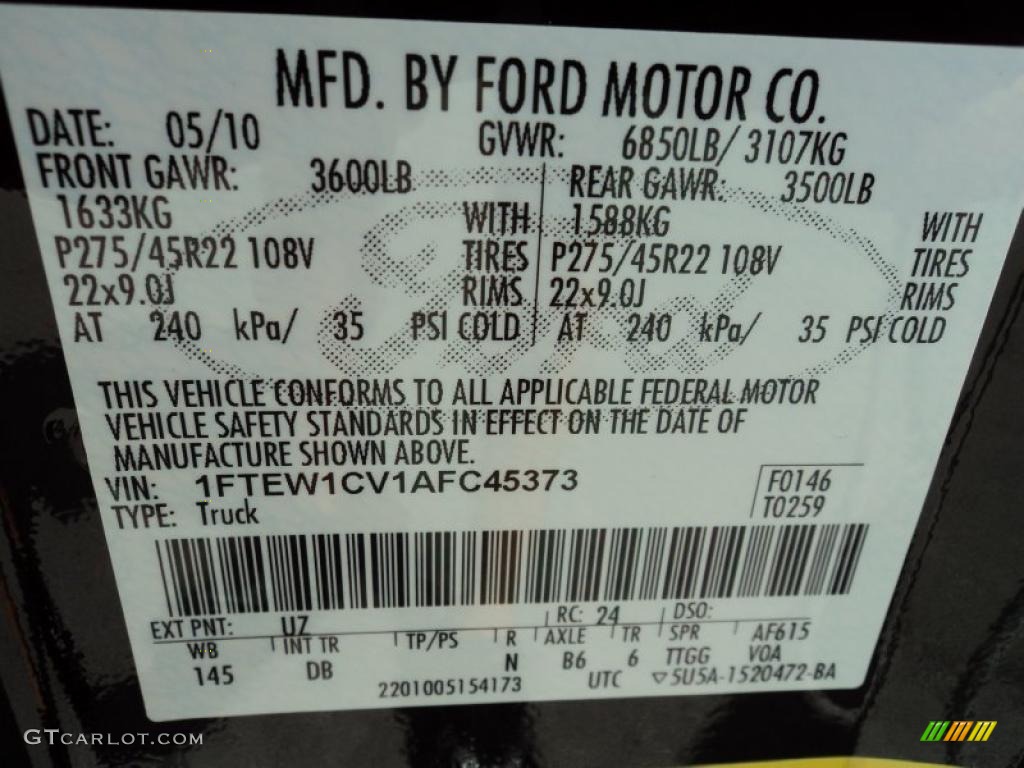 MFD. BY FORD MOTOR CO.
DATE: 05/10 GVWR: 6850LB/ 3107KG
FRONT GAWR: 3600LB REAR GAWR: 3500LB
1633KG WITH 1588KG WITH
P275/45R22 108V TIRES P275/45R22 108V TIRES
22x9.0J RIMS 22x9.0J RIMS
AT 240 kPa/ 35 PSI COLD AT 240 kPa/ 35 PSI COLD
Ford
THIS VEHICLE CONFORMS TO ALL APPLICABLE FEDERAL MOTOR
VEHICLE SAFETY STANDARDS IN EFFECT ON THE DATE OF
MANUFACTURE SHOWN ABOVE.
VIN: 1FTEW1CV1AFC45373 F0146
TYPE: Truck T0259
EXT PNT: UZ RC: 24 DSO:
WB INT TR TP/PS R AXLE TR SPR AF615
145 DB N B6 6 TTGG VOA
2201005154173 UTC ▽5U5A-1520472-BA
GTCARLOT.COM